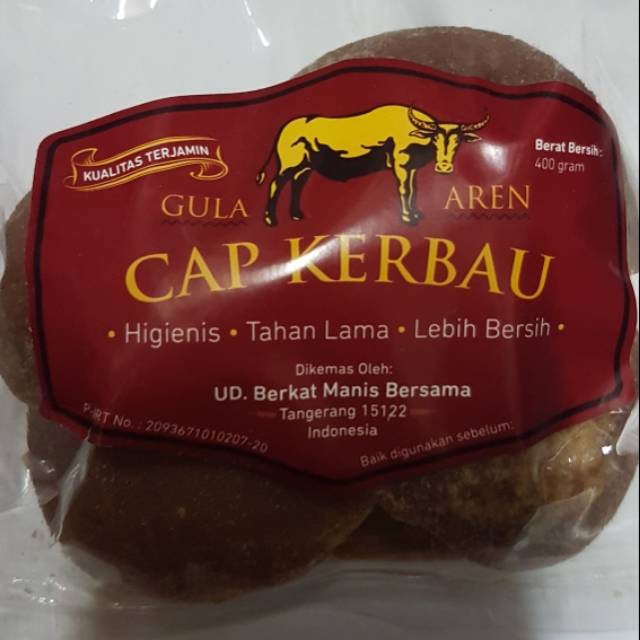 KUALITAS TERJAMIN
Berat Bersih:
400 gram
GULA AREN
CAP KERBAU
• Higienis • Tahan Lama • Lebih Bersih •
Dikemas Oleh:
UD. Berkat Manis Bersama
Tangerang 15122
Indonesia
P-IRT No. : 2093671010207-20
Baik digunakan sebelum: